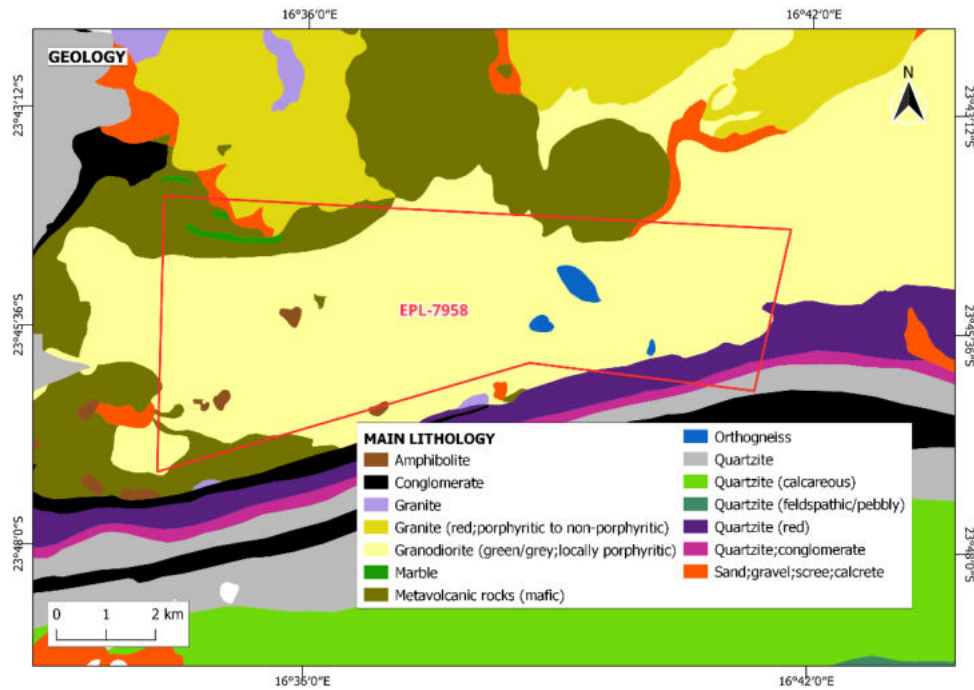 16°36'0"E
16°42'0"E
GEOLOGY
N
23°43'12"S
23°43'12"S
23°45'36"S
EPL-7958
23°45'36"S
MAIN LITHOLOGY
Amphibolite
Conglomerate
Granite
Granite (red;porphyritic to non-porphyritic)
Granodiorite (green/grey;locally porphyritic)
Marble
Metavolcanic rocks (mafic)
Orthogneiss
Quartzite
Quartzite (calcareous)
Quartzite (feldspathic/pebbly)
Quartzite (red)
Quartzite;conglomerate
Sand;gravel;scree;calcrete
23°48'0"S
23°48'0"S
0 1 2 km
16°36'0"E
16°42'0"E